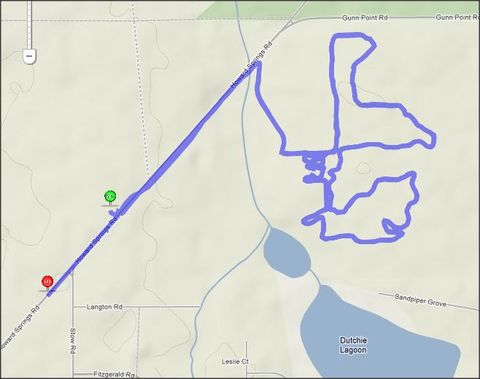 Gunn Point Rd
Gunn Point Rd
Howard Springs Rd
Howard Springs Rd
Howard Springs Rd
Langton Rd
Stow Rd
Fitzgerald Rd
Leslie Ct
Sandpiper Grove
Dutchie
Lagoon